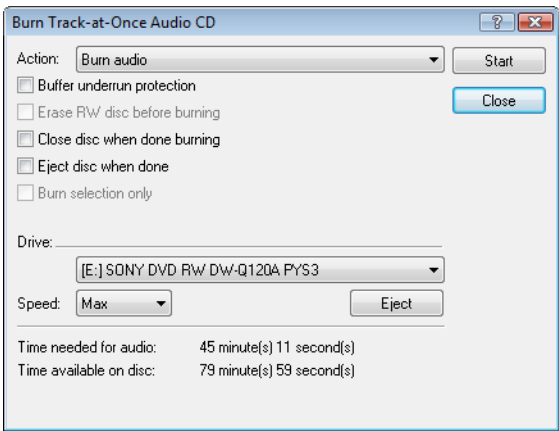 Burn Track-at-Once Audio CD
?
Action: Burn audio
Start
Buffer underrun protection
Close
Erase RW disc before burning
Close disc when done burning
Eject disc when done
Burn selection only
Drive:
[E:] SONY DVD RW DW-Q120A PYS3
Speed: Max
Eject
Time needed for audio: 45 minute(s) 11 second(s)
Time available on disc: 79 minute(s) 59 second(s)